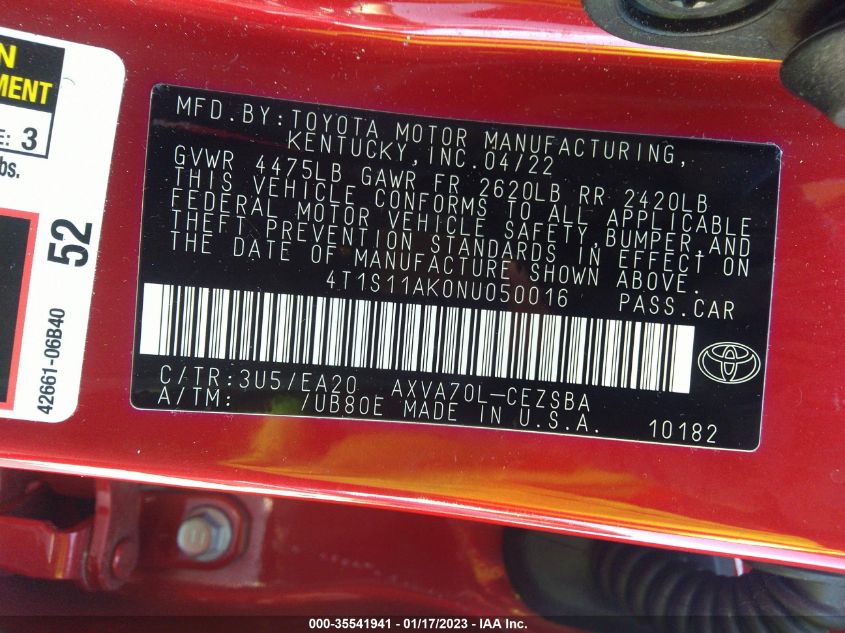 N
MENT
E: 3
bs.
52
42661-06B40
MFD.BY:TOYOTA MOTOR MANUFACTURING,
KENTUCKY,INC.04/22
GVWR 4475LB GAWR FR 2620LB RR 2420LB
THIS VEHICLE CONFORMS TO ALL APPLICABLE
FEDERAL MOTOR VEHICLE SAFETY,BUMPER,AND
THEFT PREVENTION STANDARDS IN EFFECT ON
THE DATE OF MANUFACTURE SHOWN ABOVE.
4T1S11AK0NU050016 PASS.CAR
C/TR:3U5/EA20 AXVA70L-CEZSBA
A/TM: /UB80E MADE IN U.S.A. 10182
000-35541941 - 01/17/2023 - IAA Inc.